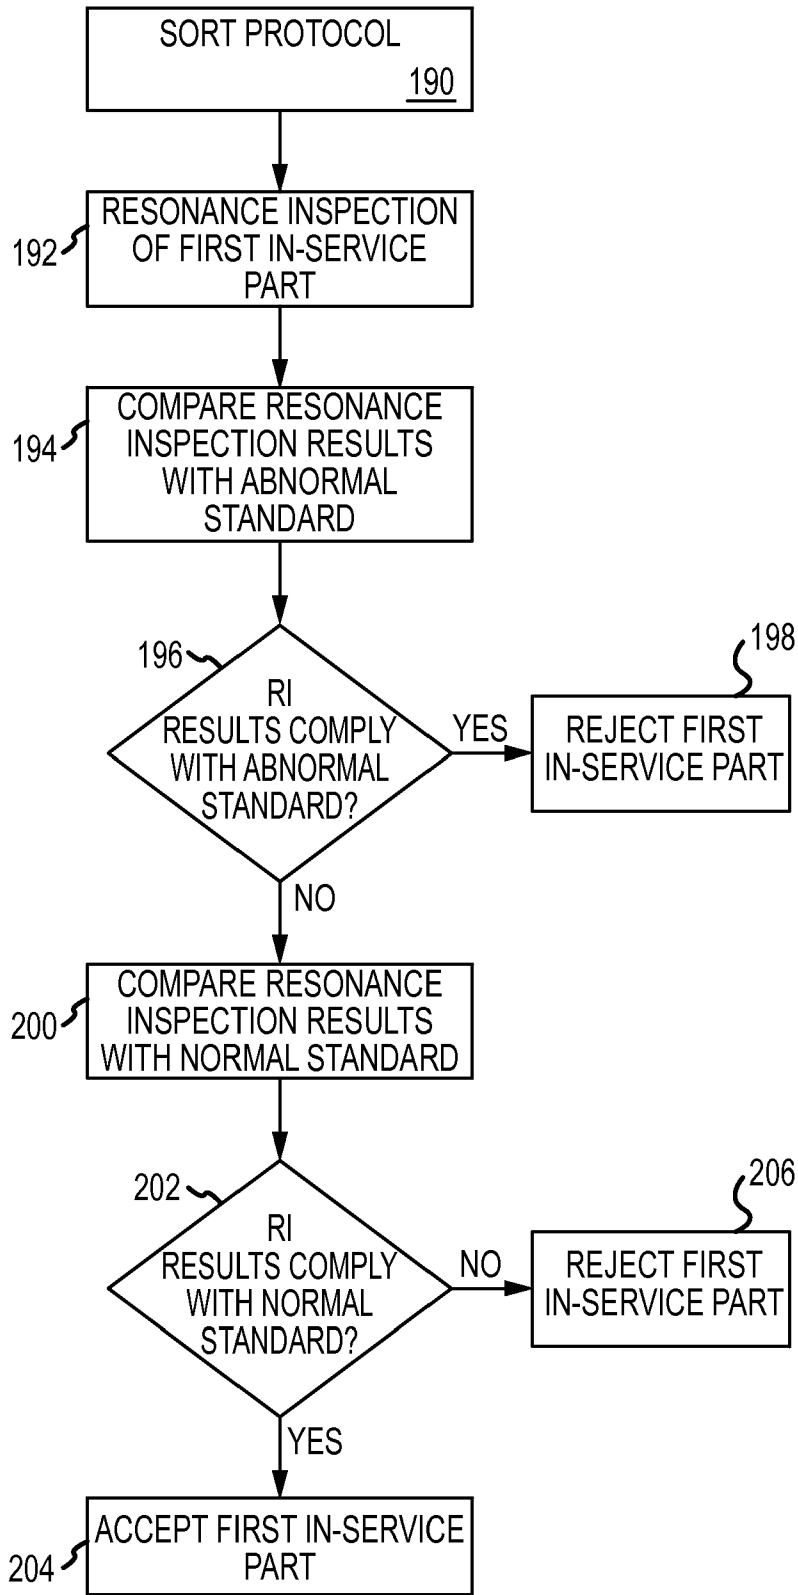 SORT PROTOCOL
190
192
RESONANCE INSPECTION
OF FIRST IN-SERVICE
PART
194
COMPARE RESONANCE
INSPECTION RESULTS
WITH ABNORMAL
STANDARD
196
RI
RESULTS COMPLY
WITH ABNORMAL
STANDARD?
YES
198
REJECT FIRST
IN-SERVICE PART
NO
200
COMPARE RESONANCE
INSPECTION RESULTS
WITH NORMAL STANDARD
202
RI
RESULTS COMPLY
WITH NORMAL
STANDARD?
NO
206
REJECT FIRST
IN-SERVICE PART
YES
204
ACCEPT FIRST IN-SERVICE
PART